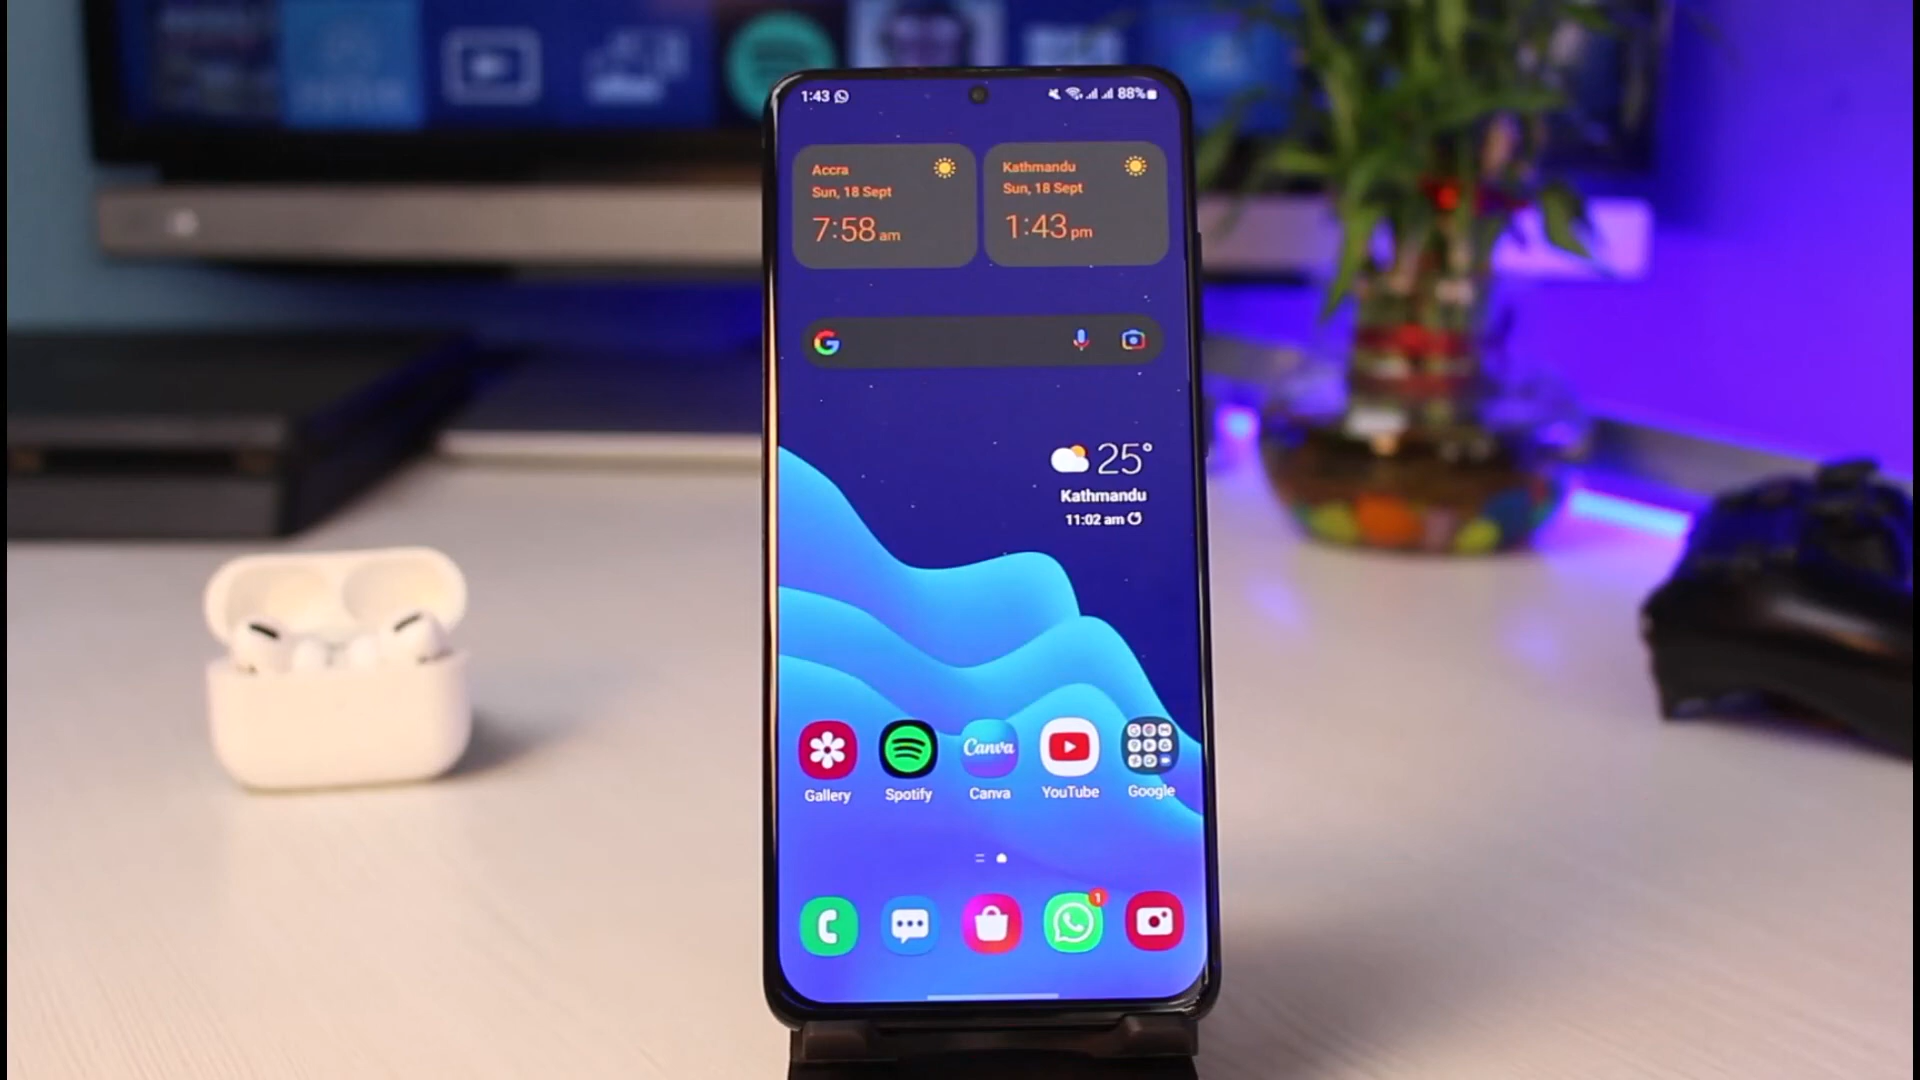 1:43
88%
Accra
Sun, 18 Sept
7:58 am
Kathmandu
Sun, 18 Sept
1:43 pm
25°
Kathmandu
11:02 am
Gallery
Spotify
Canva
Canva
YouTube
Google
1